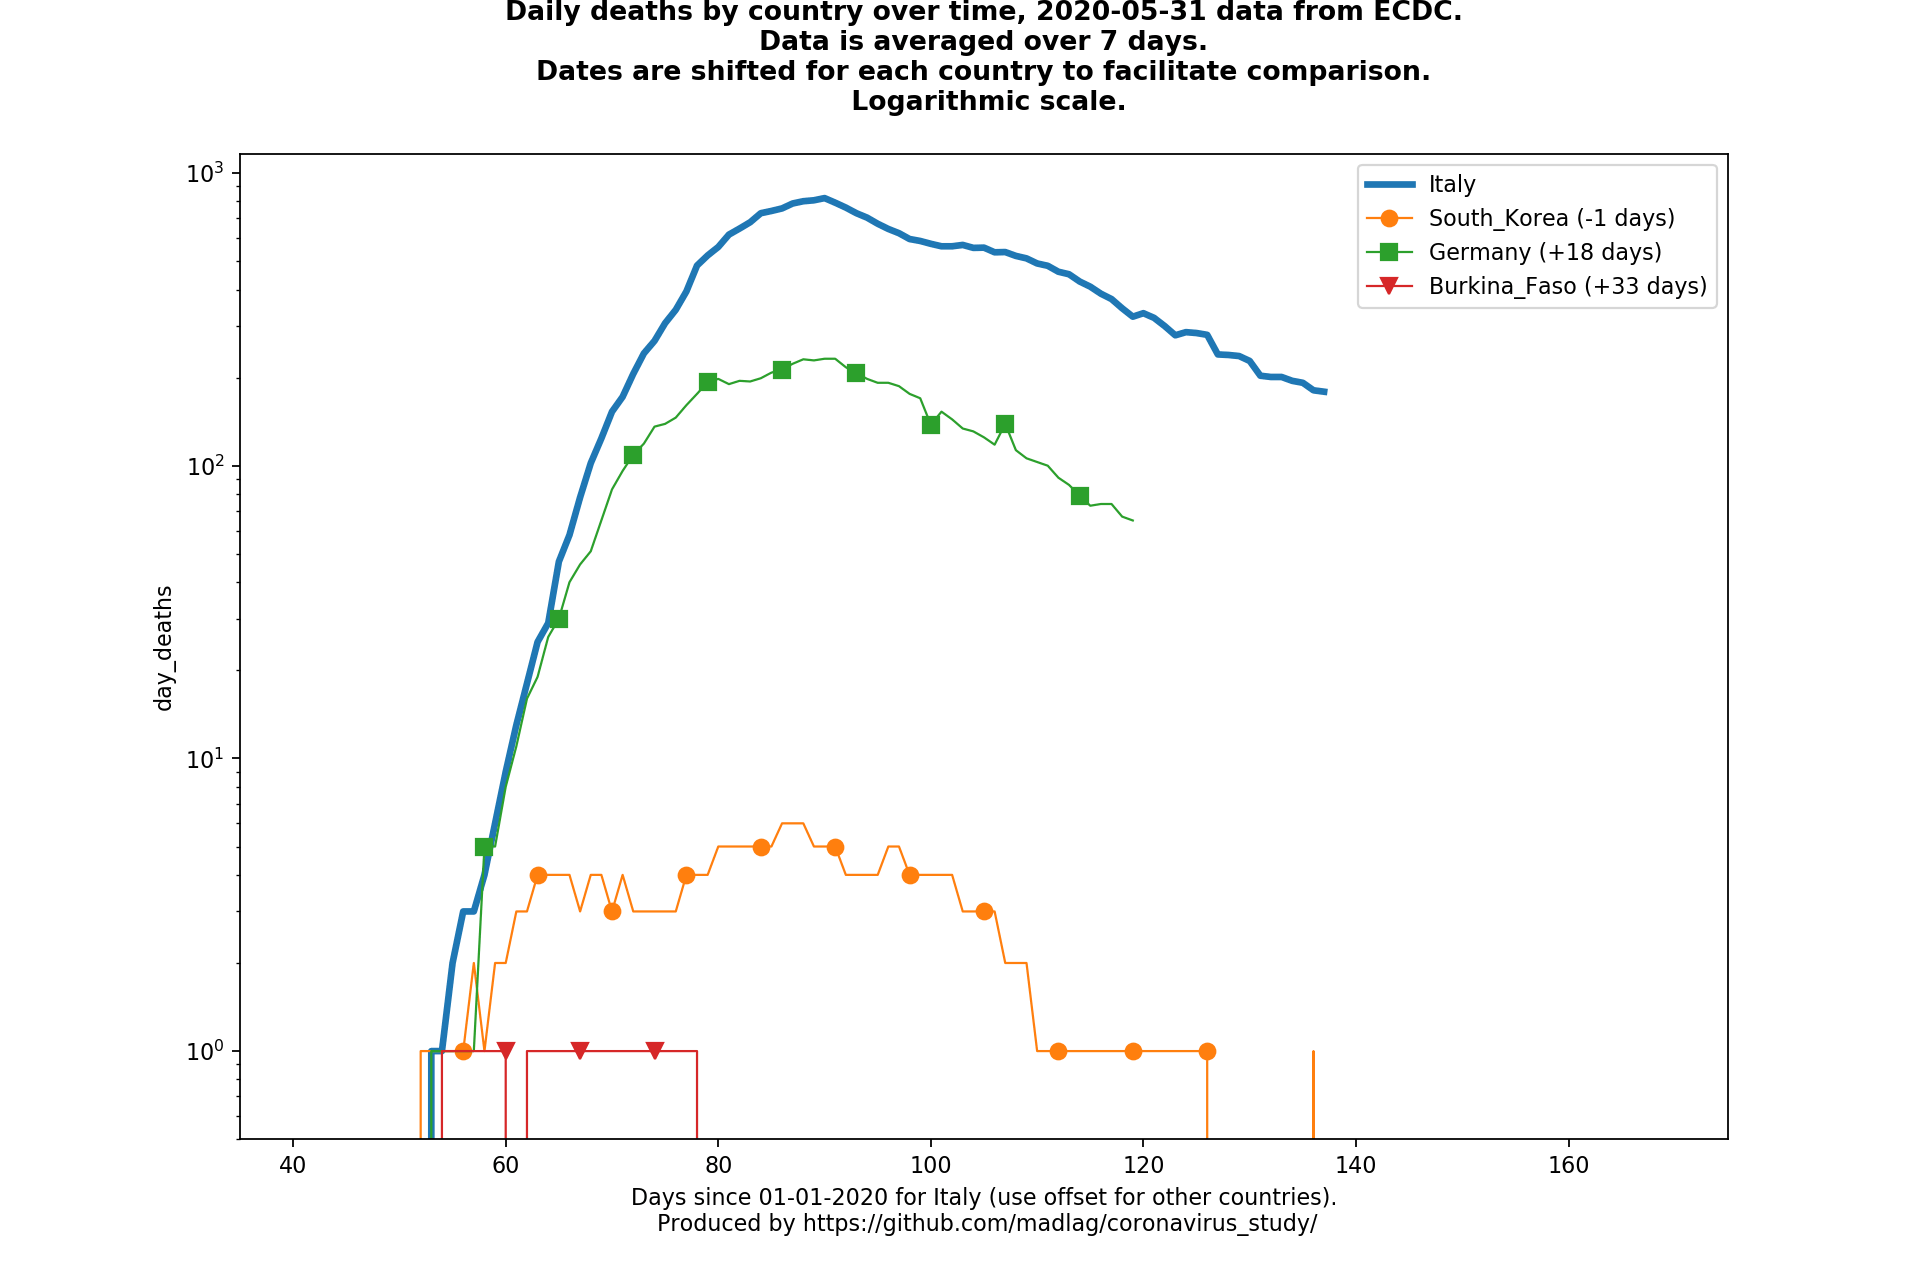 Daily deaths by country over time, 2020-05-31 data from ECDC.
Data is averaged over 7 days.
Dates are shifted for each country to facilitate comparison.
Logarithmic scale.
10³
10²
10¹
10⁰
day_deaths
Italy
South_Korea (-1 days)
Germany (+18 days)
Burkina_Faso (+33 days)
40 60 80 100 120 140 160
Days since 01-01-2020 for Italy (use offset for other countries).
Produced by https://github.com/madlag/coronavirus_study/